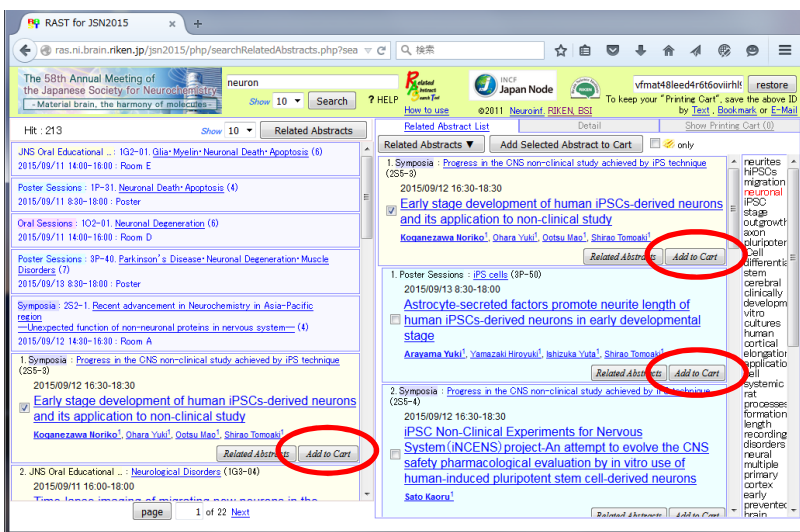 RAST for JSN2015
ras.ni.brain.riken.jp/jsn2015/php/searchRelatedAbstracts.php?sea
検索
The 58th Annual Meeting of
the Japanese Society for Neurochemistry
-Material brain, the harmony of molecules-
neuron
Show 10 Search
? HELP
Related Abstract
How to use
INCF
Japan Node
©2011 Neuroinf, RIKEN, BSI
restore
To keep your "Printing Cart", save the above ID
by Text, Bookmark or E-Mail
Hit : 213
Show 10 Related Abstracts
JNS Oral Educational .. : 1G2-01. Glia・Myelin・Neuronal Death・Apoptosis (6)
2015/09/11 14:00-16:00 : Room E
Poster Sessions : 1P-31. Neuronal Death・Apoptosis (4)
2015/09/11 8:30-18:00 : Poster
Oral Sessions : 1O2-01. Neuronal Degeneration (6)
2015/09/11 14:00-16:00 : Room D
Poster Sessions : 3P-40. Parkinson's Disease・Neuronal Degeneration・Muscle
Disorders (7)
2015/09/13 8:30-18:00 : Poster
Symposia : 2S2-1. Recent advancement in Neurochemistry in Asia-Pacific
region
―Unexpected function of non-neuronal proteins in nervous system― (4)
2015/09/12 14:30-16:30 : Room A
1. Symposia : Progress in the CNS non-clinical study achieved by iPS technique
(2S5-3)
2015/09/12 16:30-18:30
Early stage development of human iPSCs-derived neurons
and its application to non-clinical study
Koganezawa Noriko1, Ohara Yuki1, Ootsu Mao1, Shirao Tomoaki1
Related Abstracts Add to Cart
2. JNS Oral Educational .. : Neurological Disorders (1G3-04)
2015/09/11 16:00-18:00
Time-lapse imaging of migrating new neurons in the
page 1 of 22 Next
Related Abstract List Detail Show Printing Cart (0)
Related Abstracts ▼ Add Selected Abstract to Cart only
1. Symposia : Progress in the CNS non-clinical study achieved by iPS technique
(2S5-3)
2015/09/12 16:30-18:30
Early stage development of human iPSCs-derived neurons
and its application to non-clinical study
Koganezawa Noriko1, Ohara Yuki1, Ootsu Mao1, Shirao Tomoaki1
Related Abstracts Add to Cart
1. Poster Sessions : iPS cells (3P-50)
2015/09/13 8:30-18:00
Astrocyte-secreted factors promote neurite length of
human iPSCs-derived neurons in early developmental
stage
Arayama Yuki1, Yamazaki Hiroyuki1, Ishizuka Yuta1, Shirao Tomoaki1
Related Abstracts Add to Cart
2. Symposia : Progress in the CNS non-clinical study achieved by iPS technique
(2S5-4)
2015/09/12 16:30-18:30
iPSC Non-Clinical Experiments for Nervous
System(iNCENS) project-An attempt to evolve the CNS
safety pharmacological evaluation by in vitro use of
human-induced pluripotent stem cell-derived neurons
Sato Kaoru1
Related Abstracts Add to Cart
neurites
hiPSCs
migration
neuronal
iPSC
stage
outgrowth
axon
pluripoter
Cell
differentia
stem
cerebral
clinically
developm
vitro
cultures
human
cortical
elongation
applicatio
cell
systemic
rat
processes
formation
length
recording
disorders
neural
multiple
primary
cortex
early
prevented
brain